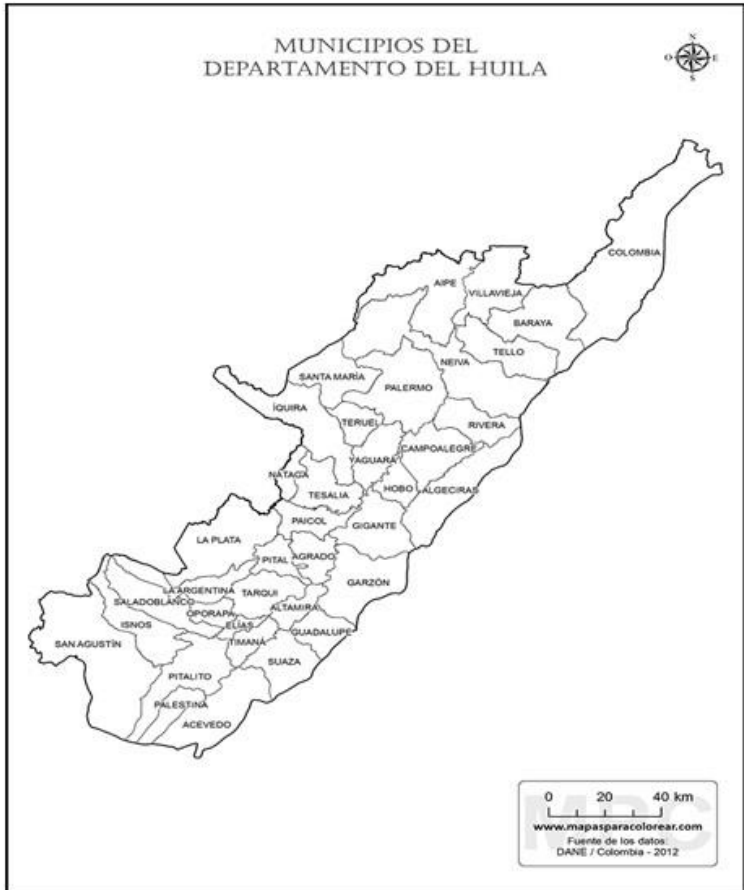 MUNICIPIOS DEL
DEPARTAMENTO DEL HUILA
N
O
E
S
COLOMBIA
AIPE
VILLAVIEJA
BARAYA
TELLO
NEIVA
SANTA MARÍA
PALERMO
ÍQUIRA
TERUEL
RIVERA
CAMPOALEGRE
YAGUARA
NATAGA
HOBO
ALGECIRAS
TESALIA
PAICOL
GIGANTE
LA PLATA
PITAL
AGRADO
GARZÓN
LA ARGENTINA
TARQUI
SALADOBLANCO
OPORAPA
ALTAMIRA
ISNOS
ELÍAS
GUADALUPE
TIMANÁ
SAN AGUSTÍN
SUAZA
PITALITO
PALESTINA
ACEVEDO
0 20 40 km
MPC
www.mapasparacolorear.com
Fuente de los datos:
DANE / Colombia - 2012